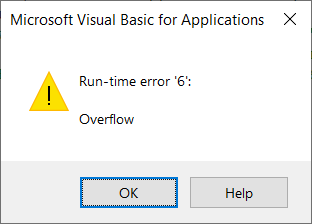 Microsoft Visual Basic for Applications
Run-time error '6':
Overflow
OK
Help